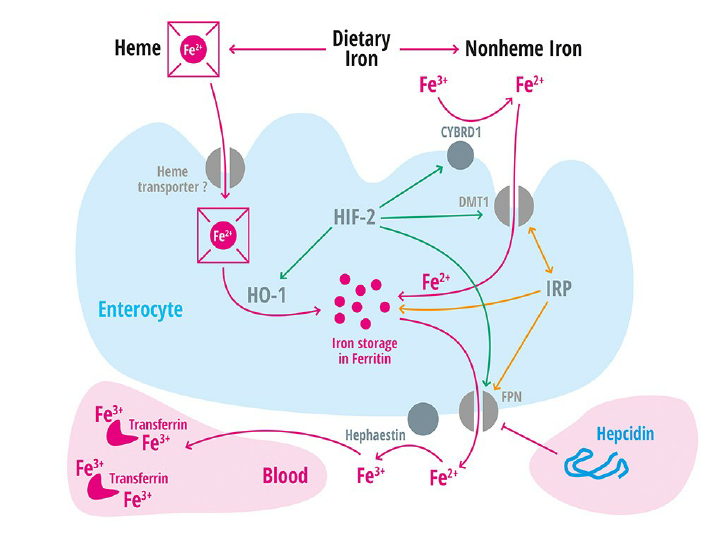 Heme
Fe2+
Dietary
Iron
Nonheme Iron
Fe3+
Fe2+
CYBRD1
Heme
transporter ?
DMT1
Fe2+
HIF-2
HO-1
Fe2+
IRP
Enterocyte
Iron storage
in Ferritin
FPN
Fe3+
Transferrin
Fe3+
Hephaestin
Hepcidin
Fe3+
Transferrin
Fe3+
Blood
Fe3+
Fe2+